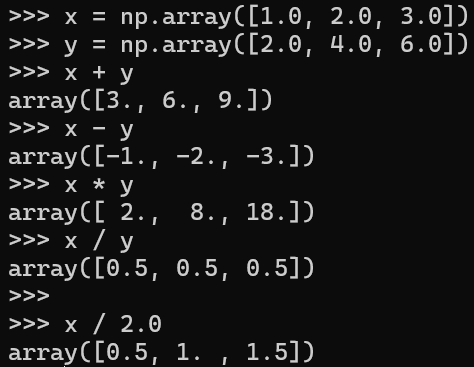 >>> x = np.array([1.0, 2.0, 3.0])
>>> y = np.array([2.0, 4.0, 6.0])
>>> x + y
array([3., 6., 9.])
>>> x - y
array([-1., -2., -3.])
>>> x * y
array([ 2.,  8., 18.])
>>> x / y
array([0.5, 0.5, 0.5])
>>>
>>> x / 2.0
array([0.5, 1. , 1.5])